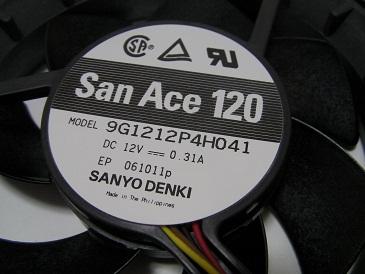 San Ace 120
MODEL 9G1212P4H041
DC 12V ⎓ 0.31A
EP 061011p
SANYO DENKI
Made in The Philippines